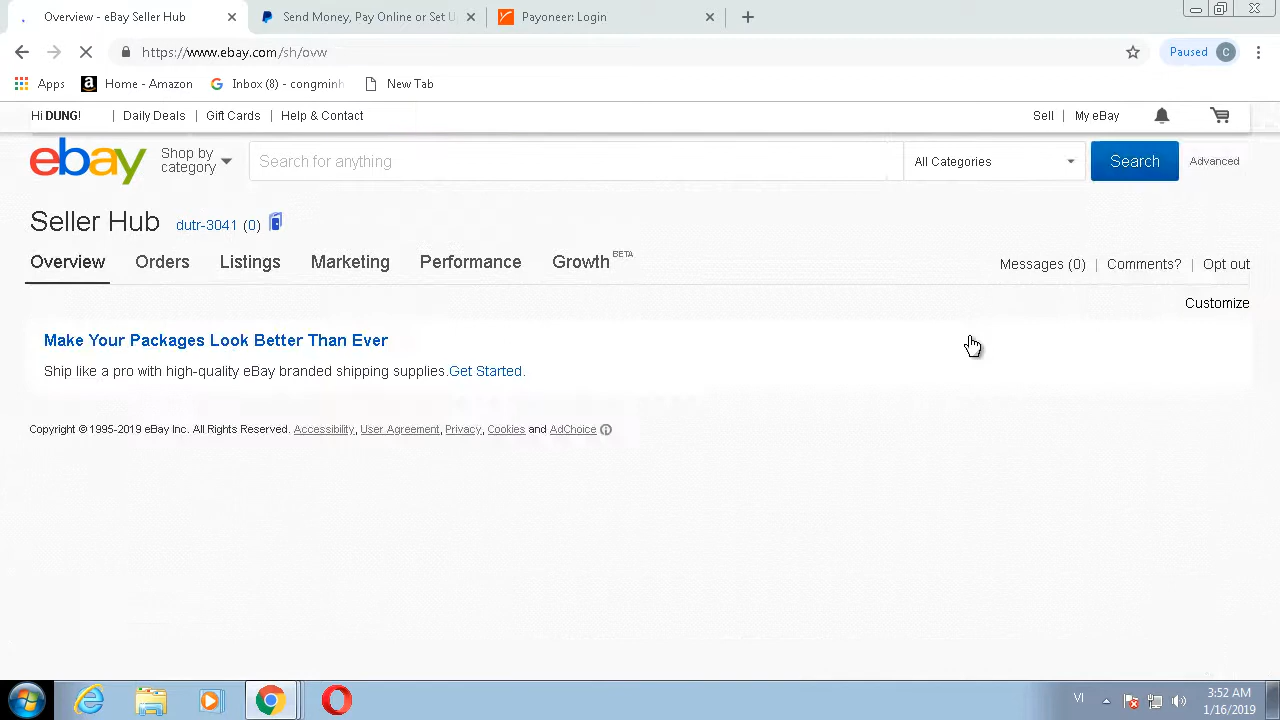 Overview - eBay Seller Hub
Send Money, Pay Online or Set U
Payoneer: Login
https://www.ebay.com/sh/ovw
Paused C
Apps
Home - Amazon
Inbox (8) - congminh
New Tab
Hi DUNG!
Daily Deals
Gift Cards
Help & Contact
Sell
My eBay
ebay
Shop by
category
Search for anything
All Categories
Search
Advanced
Seller Hub
dutr-3041 (0)
Overview
Orders
Listings
Marketing
Performance
Growth BETA
Messages (0)
Comments?
Opt out
Customize
Make Your Packages Look Better Than Ever
Ship like a pro with high-quality eBay branded shipping supplies.Get Started.
Copyright © 1995-2019 eBay Inc. All Rights Reserved. Accessibility, User Agreement, Privacy, Cookies and AdChoice
VI
3:52 AM
1/16/2019